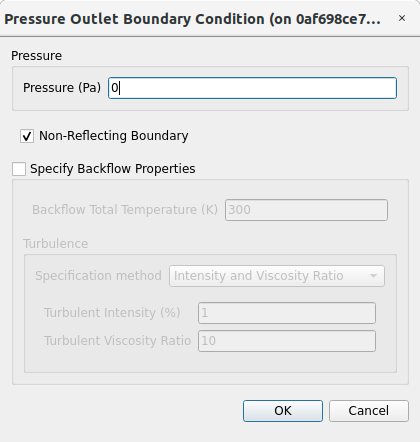 Pressure Outlet Boundary Condition (on 0af698ce7...
Pressure
Pressure (Pa) 0
Non-Reflecting Boundary
Specify Backflow Properties
Backflow Total Temperature (K) 300
Turbulence
Specification method Intensity and Viscosity Ratio
Turbulent Intensity (%) 1
Turbulent Viscosity Ratio 10
OK Cancel